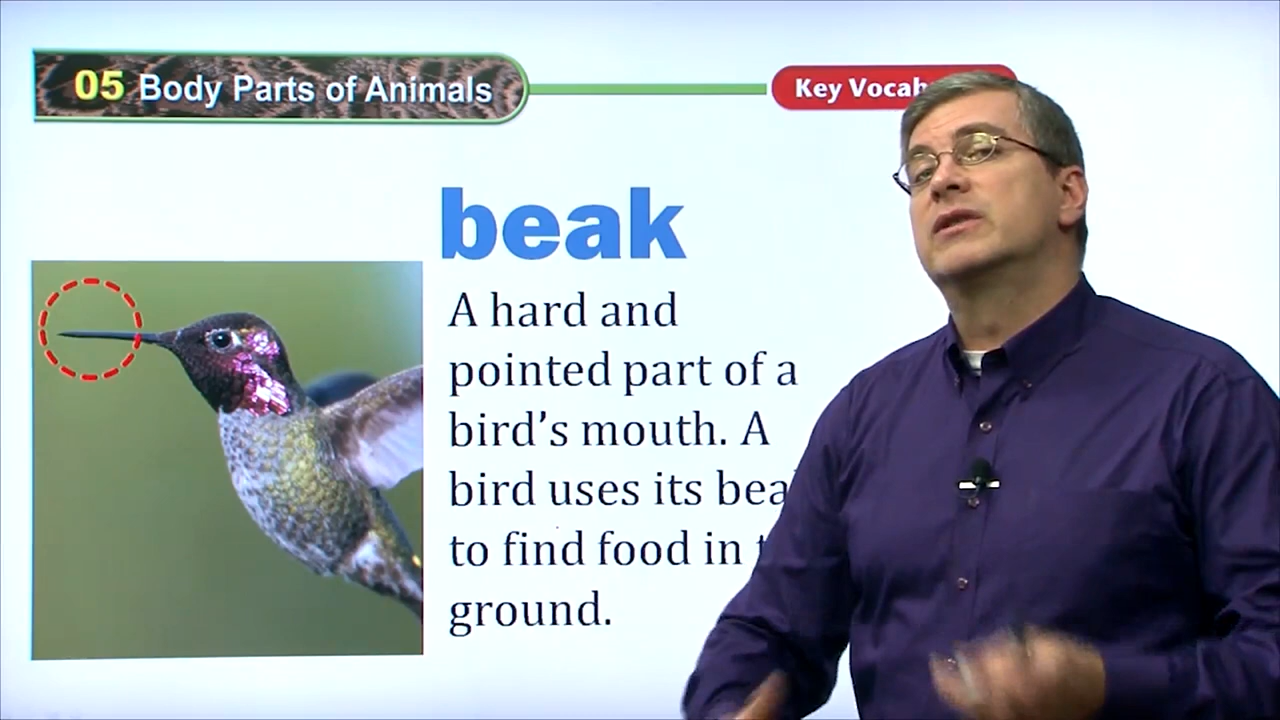 05 Body Parts of Animals
Key Vocab
beak
A hard and
pointed part of a
bird's mouth. A
bird uses its bea
to find food in t
ground.